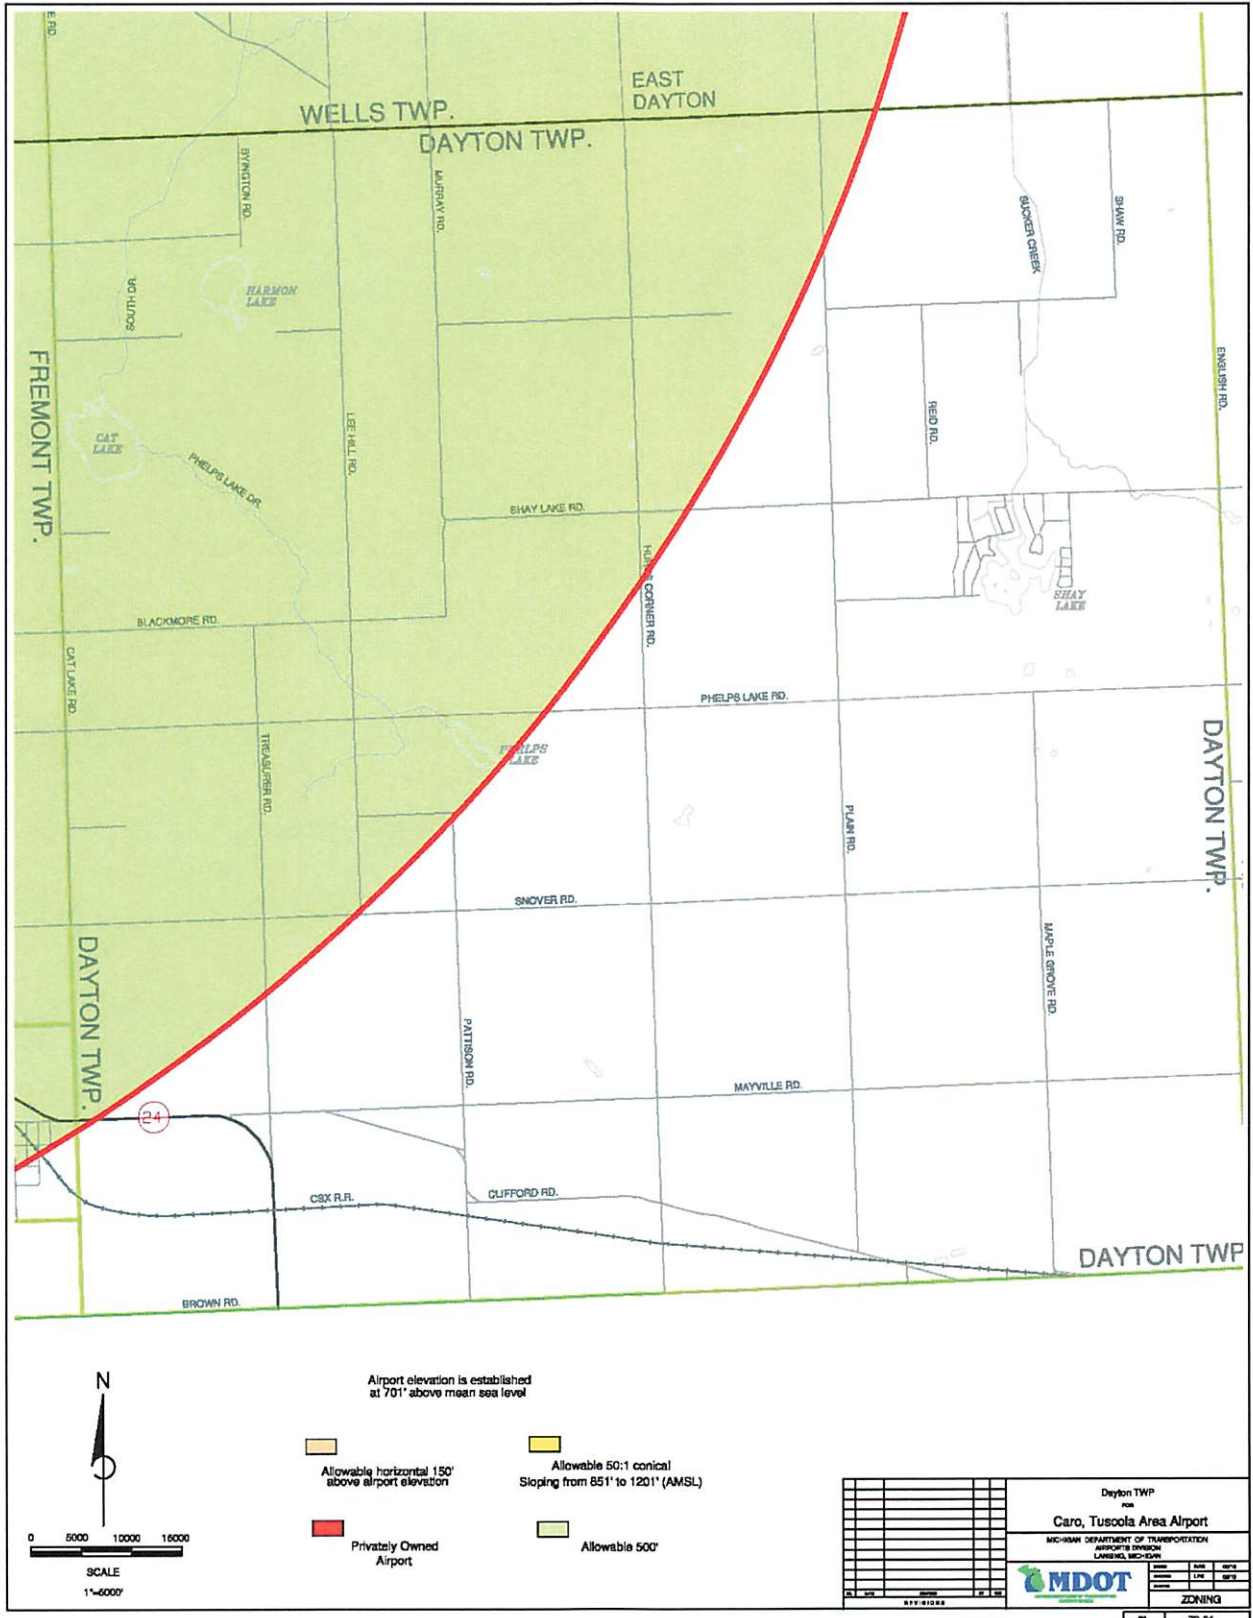 E RD.
EAST
DAYTON
WELLS TWP.
DAYTON TWP.
BYINGTON RD.
MURRAY RD.
SUCKER CREEK
SHAW RD.
SOUTH DR.
HARMON
LAKE
FREMONT TWP.
ENGLISH RD.
CAT
LAKE
LEE HILL RD.
REID RD.
PHELPS LAKE DR.
SHAY LAKE RD.
CORNER RD.
SHAY
LAKE
BLACKMORE RD.
CAT LAKE RD.
PHELPS LAKE RD.
TREASURER RD.
PHELPS
LAKE
DAYTON TWP.
PLAIN RD.
SNOVER RD.
MAPLE GROVE RD.
DAYTON TWP.
PATTISON RD.
MAYVILLE RD.
24
CSX R.R.
CLIFFORD RD.
DAYTON TWP
BROWN RD.
N
Airport elevation is established
at 701' above mean sea level
Allowable horizontal 150'
above airport elevation
Allowable 50:1 conical
Sloping from 851' to 1201' (AMSL)
Privately Owned
Airport
Allowable 500'
0 5000 10000 15000
SCALE
1"=6000'
Dayton TWP
FOR
Caro, Tuscola Area Airport
MICHIGAN DEPARTMENT OF TRANSPORTATION
AIRPORTS DIVISION
LANSING, MICHIGAN
MDOT
REVISIONS
ZONING